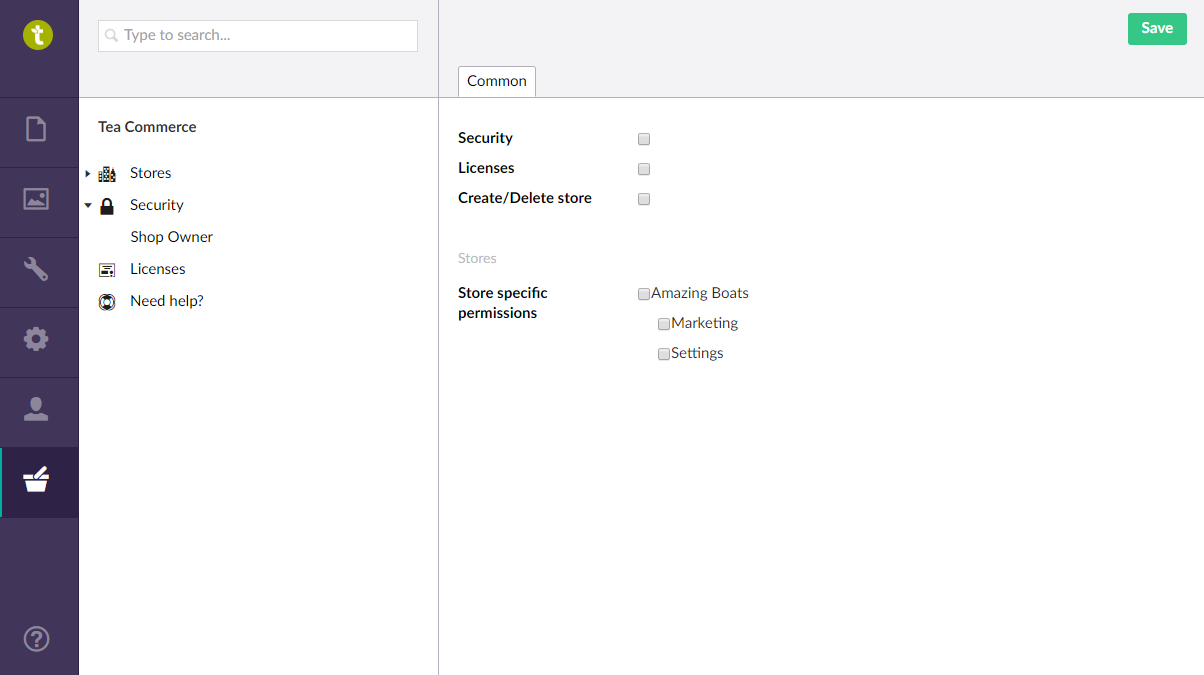 t
Type to search...
Save
Common
Tea Commerce
Stores
Security
Shop Owner
Licenses
Need help?
Security
Licenses
Create/Delete store
Stores
Store specific
permissions
Amazing Boats
Marketing
Settings
?